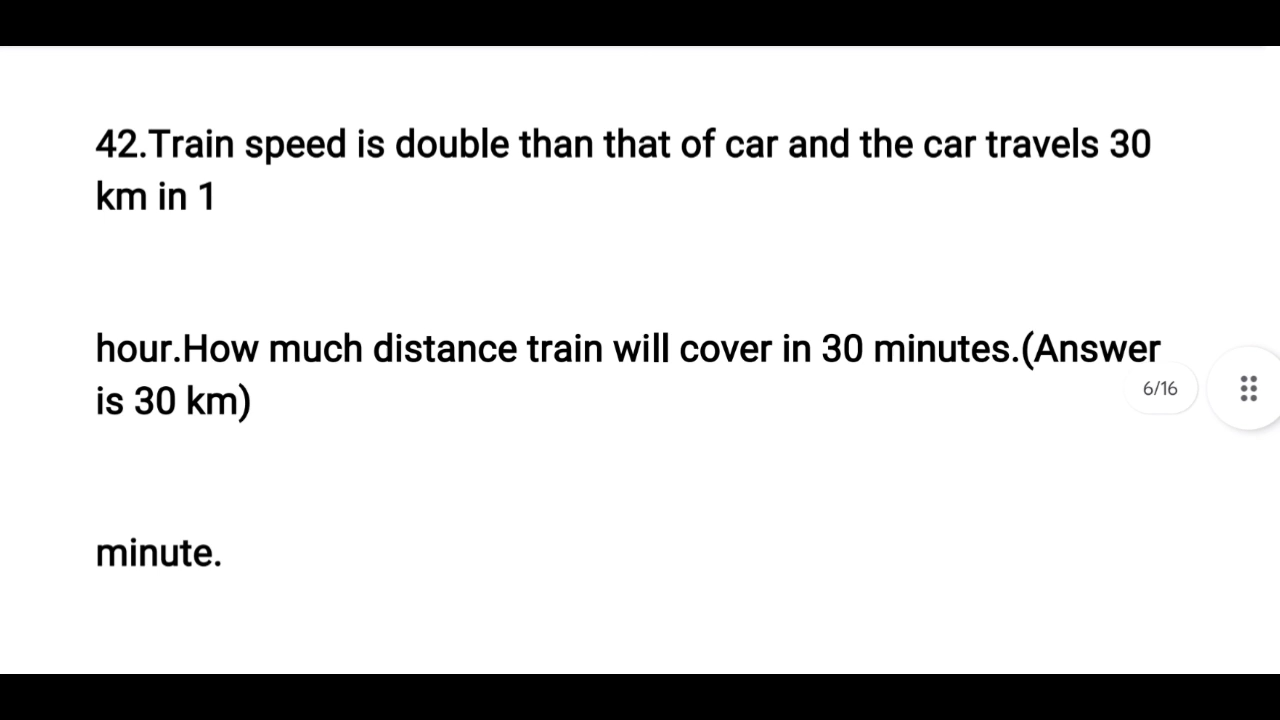 42.Train speed is double than that of car and the car travels 30
km in 1
hour.How much distance train will cover in 30 minutes.(Answer
is 30 km)
6/16
minute.